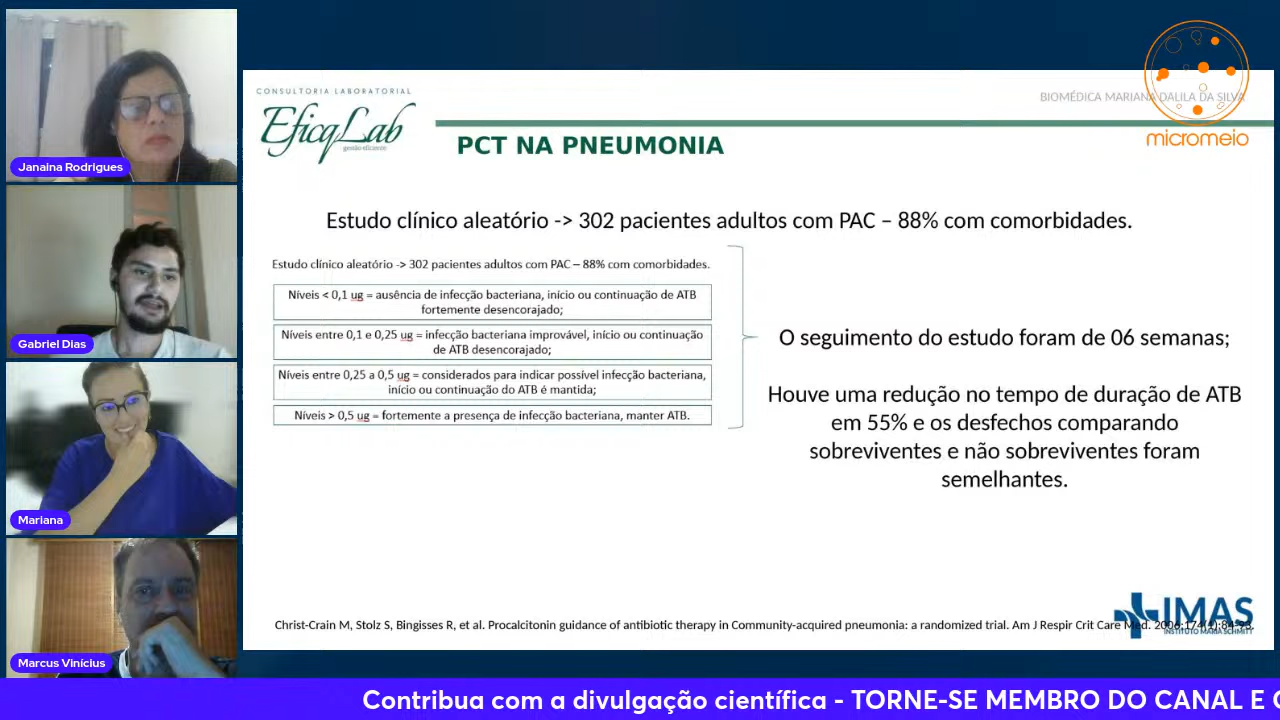 Janaina Rodrigues
Gabriel Dias
Mariana
Marcus Vinícius
CONSULTORIA LABORATORIAL
EficqLab
gestão eficiente
BIOMÉDICA MARIANA DALILA DA SILVA
micromeio
PCT NA PNEUMONIA
Estudo clínico aleatório -> 302 pacientes adultos com PAC – 88% com comorbidades.
Estudo clínico aleatório -> 302 pacientes adultos com PAC – 88% com comorbidades.
Níveis < 0,1 ug = ausência de infecção bacteriana, início ou continuação de ATB
fortemente desencorajado;
Níveis entre 0,1 e 0,25 ug = infecção bacteriana improvável, início ou continuação
de ATB desencorajado;
Níveis entre 0,25 a 0,5 ug = considerados para indicar possível infecção bacteriana,
início ou continuação do ATB é mantida;
Níveis > 0,5 ug = fortemente a presença de infecção bacteriana, manter ATB.
O seguimento do estudo foram de 06 semanas;
Houve uma redução no tempo de duração de ATB
em 55% e os desfechos comparando
sobreviventes e não sobreviventes foram
semelhantes.
Christ-Crain M, Stolz S, Bingisses R, et al. Procalcitonin guidance of antibiotic therapy in Community-acquired pneumonia: a randomized trial. Am J Respir Crit Care Med. 2006;174(1):84-93.
IMAS
INSTITUTO MARIA SCHMITT
Contribua com a divulgação científica - TORNE-SE MEMBRO DO CANAL E